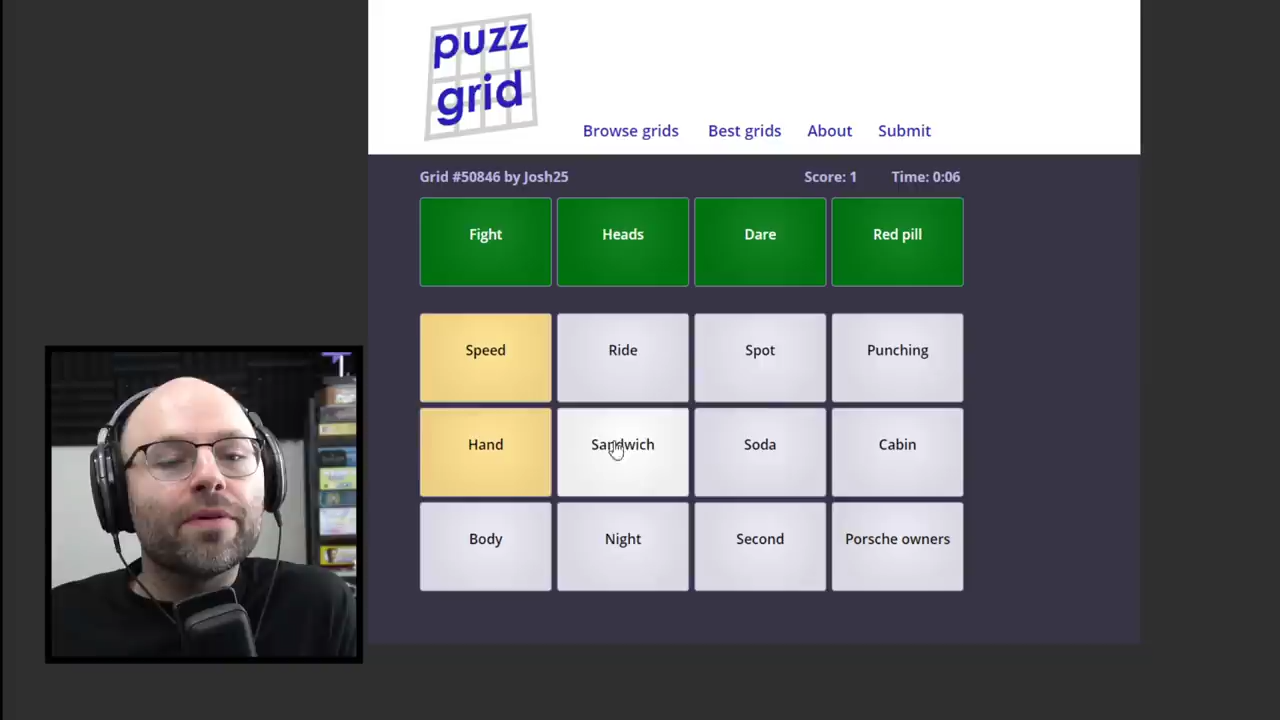 puzz
grid
Browse grids Best grids About Submit
Grid #50846 by Josh25 Score: 1 Time: 0:06
Fight Heads Dare Red pill
Speed Ride Spot Punching
Hand Sandwich Soda Cabin
Body Night Second Porsche owners